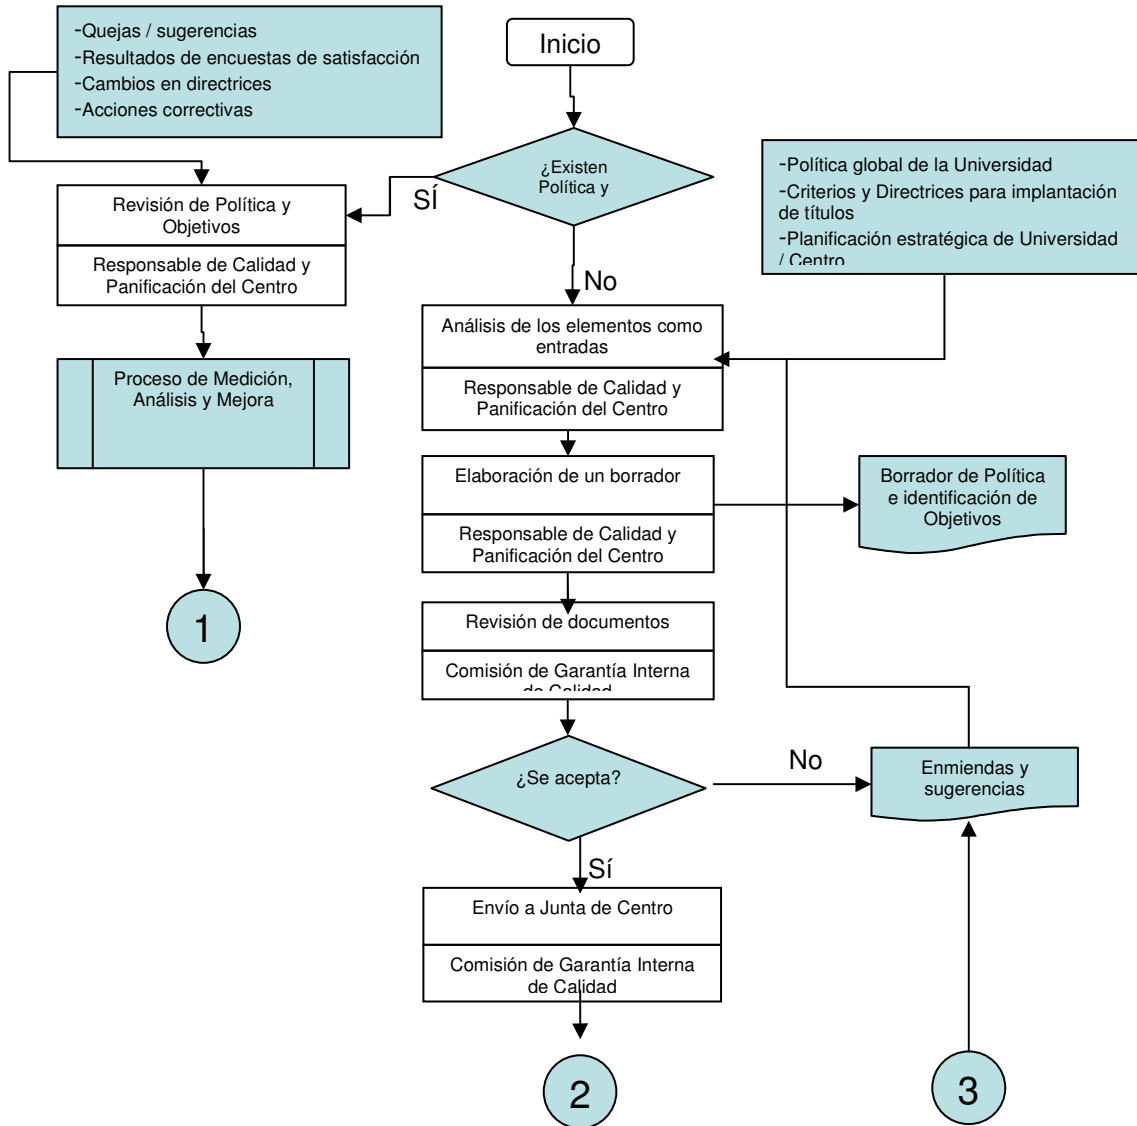 -Quejas / sugerencias
-Resultados de encuestas de satisfacción
-Cambios en directrices
-Acciones correctivas
Inicio
¿Existen
Política y
SÍ
No
-Política global de la Universidad
-Criterios y Directrices para implantación
de títulos
-Planificación estratégica de Universidad
/ Centro
Revisión de Política y
Objetivos
Responsable de Calidad y
Panificación del Centro
Proceso de Medición,
Análisis y Mejora
1
Análisis de los elementos como
entradas
Responsable de Calidad y
Panificación del Centro
Elaboración de un borrador
Responsable de Calidad y
Panificación del Centro
Borrador de Política
e identificación de
Objetivos
Revisión de documentos
Comisión de Garantía Interna
de Calidad
¿Se acepta?
No
Enmiendas y
sugerencias
Sí
Envío a Junta de Centro
Comisión de Garantía Interna
de Calidad
2
3